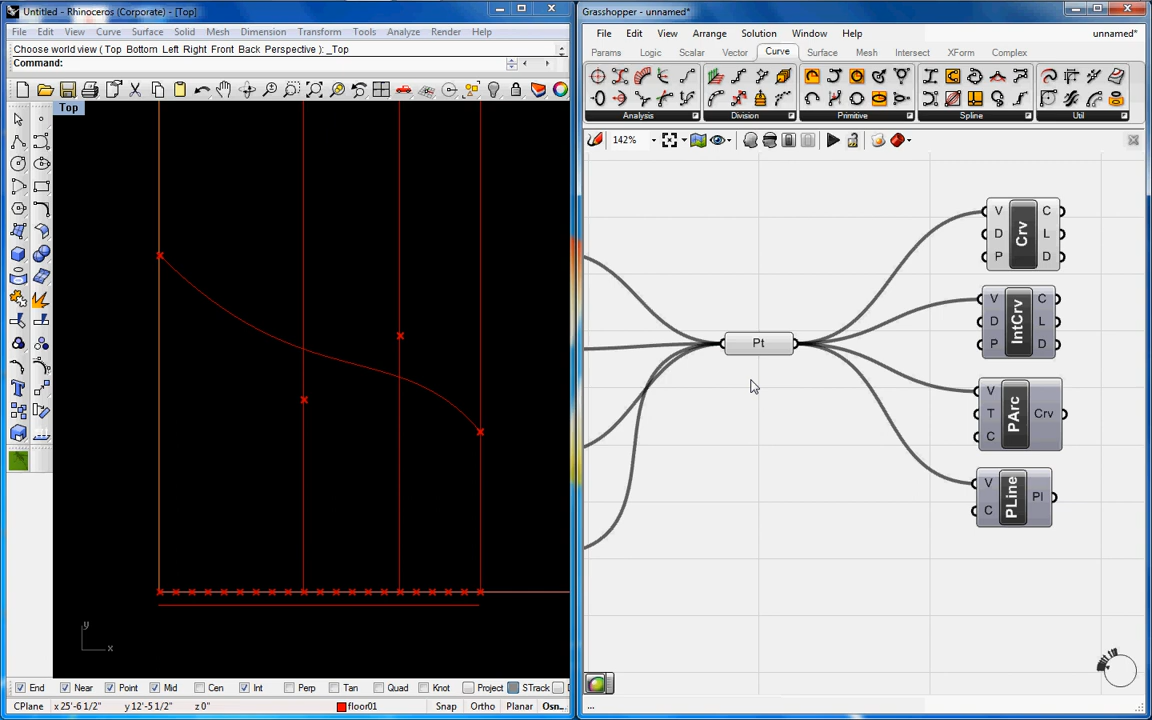 Untitled - Rhinoceros (Corporate) - [Top]
File Edit View Curve Surface Solid Mesh Dimension Transform Tools Analyze Render Help
Choose world view ( Top Bottom Left Right Front Back Perspective ): _Top
Command:
Top
y
x
End Near Point Mid Cen Int Perp Tan Quad Knot Project STrack
CPlane x 25'-6 1/2" y 12'-5 1/2" z 0" floor01 Snap Ortho Planar Osn...
Grasshopper - unnamed*
File Edit View Arrange Solution Window Help unnamed*
Params Logic Scalar Vector Curve Surface Mesh Intersect XForm Complex
Analysis Division Primitive Spline Util
142%
V D P Crv C L D
V D P IntCrv C L D
Pt
V T C PArc Crv
V C PLine Pl
...